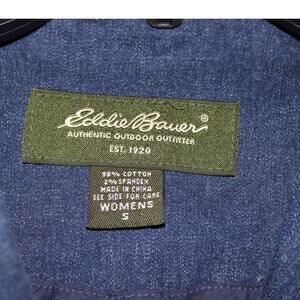 Eddie Bauer®
AUTHENTIC OUTDOOR OUTFITTER
EST. 1920
98% COTTON
2% SPANDEX
MADE IN CHINA
SEE SIDE FOR CARE
WOMENS
S